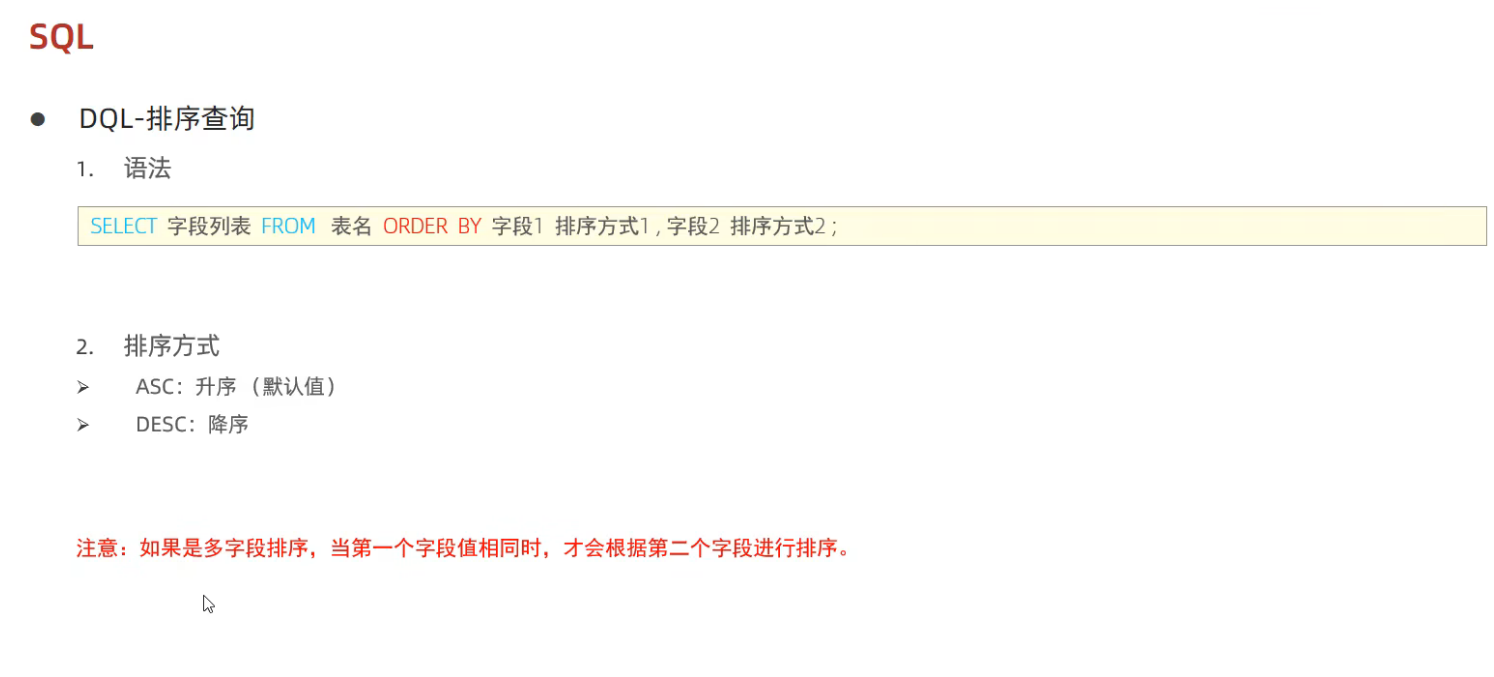 SQL
● DQL-排序查询
1. 语法
SELECT 字段列表 FROM 表名 ORDER BY 字段1 排序方式1 , 字段2 排序方式2 ;
2. 排序方式
➢ ASC：升序（默认值）
➢ DESC：降序
注意：如果是多字段排序，当第一个字段值相同时，才会根据第二个字段进行排序。